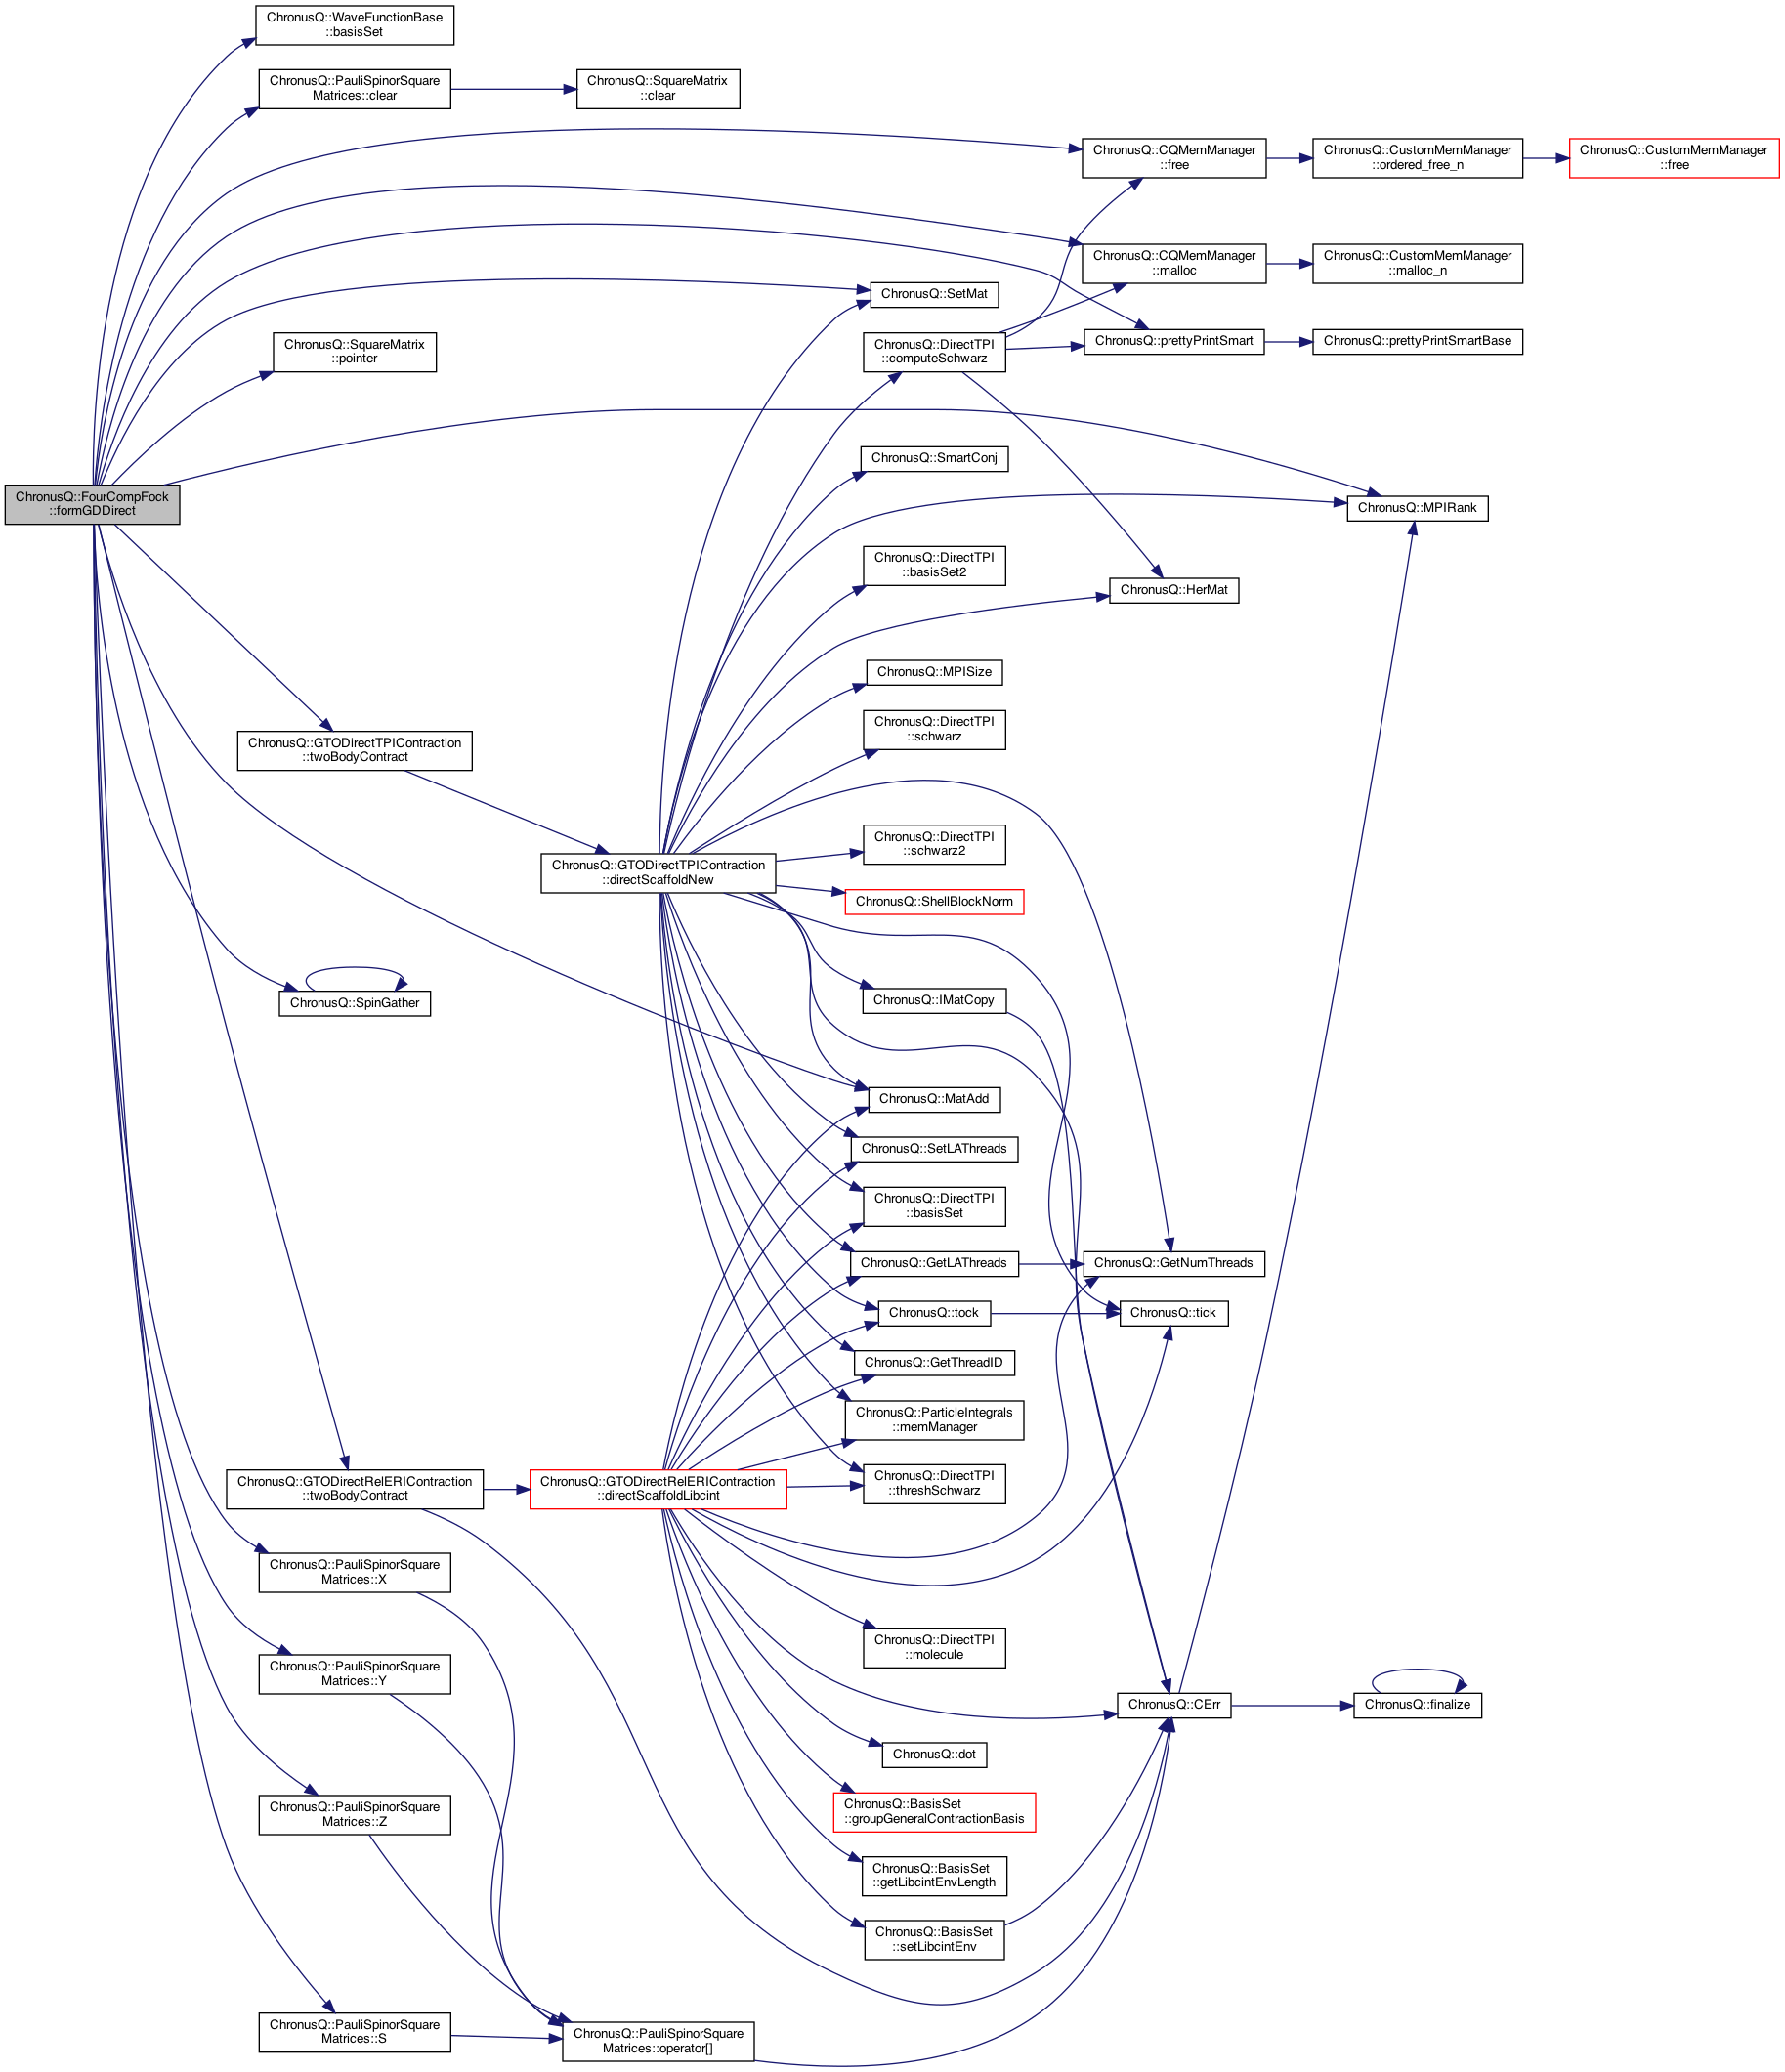 ChronusQ::WaveFunctionBase
::basisSet
ChronusQ::PauliSpinorSquare
Matrices::clear
ChronusQ::SquareMatrix
::clear
ChronusQ::CQMemManager
::free
ChronusQ::CustomMemManager
::ordered_free_n
ChronusQ::CustomMemManager
::free
ChronusQ::CQMemManager
::malloc
ChronusQ::CustomMemManager
::malloc_n
ChronusQ::SetMat
ChronusQ::SquareMatrix
::pointer
ChronusQ::DirectTPI
::computeSchwarz
ChronusQ::prettyPrintSmart
ChronusQ::prettyPrintSmartBase
ChronusQ::SmartConj
ChronusQ::FourCompFock
::formGDDirect
ChronusQ::MPIRank
ChronusQ::DirectTPI
::basisSet2
ChronusQ::HerMat
ChronusQ::MPISize
ChronusQ::DirectTPI
::schwarz
ChronusQ::GTODirectTPIContraction
::twoBodyContract
ChronusQ::DirectTPI
::schwarz2
ChronusQ::GTODirectTPIContraction
::directScaffoldNew
ChronusQ::ShellBlockNorm
ChronusQ::SpinGather
ChronusQ::IMatCopy
ChronusQ::MatAdd
ChronusQ::SetLAThreads
ChronusQ::DirectTPI
::basisSet
ChronusQ::GetLAThreads
ChronusQ::GetNumThreads
ChronusQ::tock
ChronusQ::tick
ChronusQ::GetThreadID
ChronusQ::ParticleIntegrals
::memManager
ChronusQ::GTODirectRelERIContraction
::twoBodyContract
ChronusQ::GTODirectRelERIContraction
::directScaffoldLibcint
ChronusQ::DirectTPI
::threshSchwarz
ChronusQ::PauliSpinorSquare
Matrices::X
ChronusQ::DirectTPI
::molecule
ChronusQ::PauliSpinorSquare
Matrices::Y
ChronusQ::CErr
ChronusQ::finalize
ChronusQ::dot
ChronusQ::PauliSpinorSquare
Matrices::Z
ChronusQ::BasisSet
::groupGeneralContractionBasis
ChronusQ::BasisSet
::getLibcintEnvLength
ChronusQ::BasisSet
::setLibcintEnv
ChronusQ::PauliSpinorSquare
Matrices::S
ChronusQ::PauliSpinorSquare
Matrices::operator[]